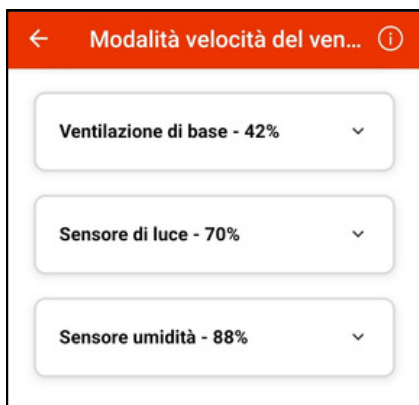 Modalità velocità del ven...
Ventilazione di base - 42%
Sensore di luce - 70%
Sensore umidità - 88%